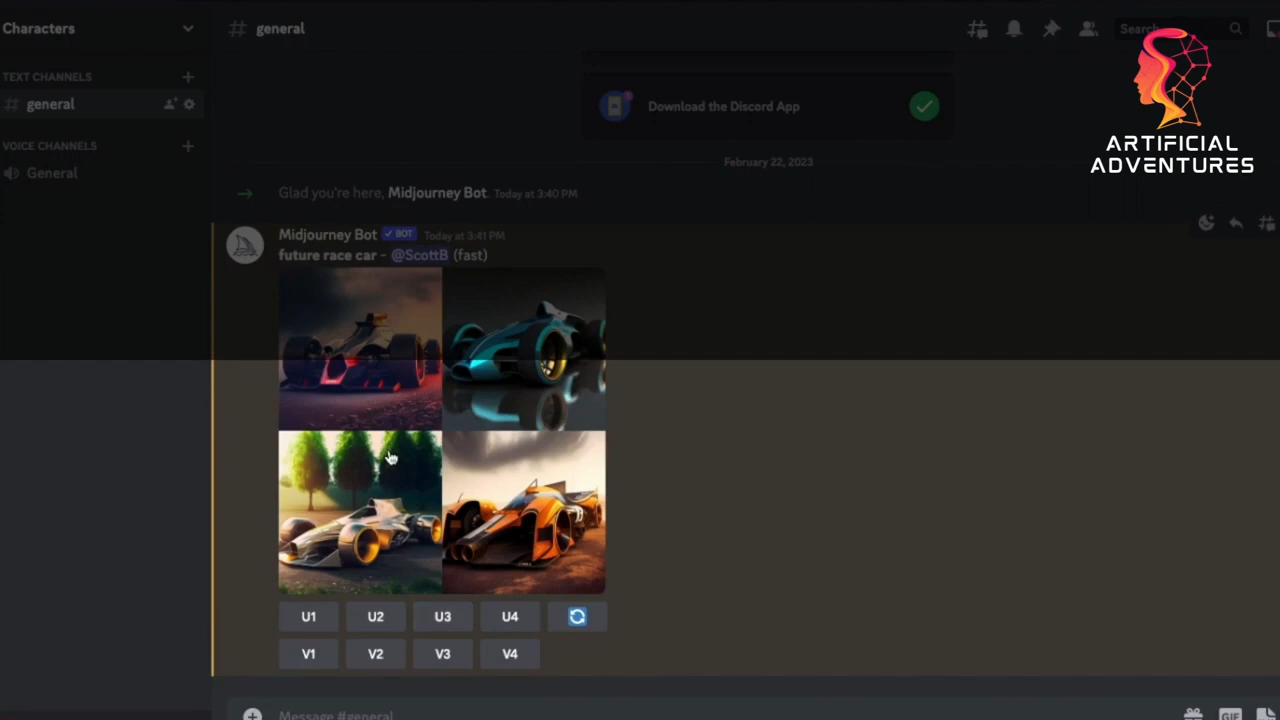 Characters
# general
Search
ARTIFICIAL
ADVENTURES
TEXT CHANNELS
# general
VOICE CHANNELS
General
Download the Discord App
February 22, 2023
Glad you're here, Midjourney Bot. Today at 3:40 PM
Midjourney Bot ✓ BOT Today at 3:41 PM
future race car - @ScottB (fast)
U1 U2 U3 U4
V1 V2 V3 V4
Message #general
GIF